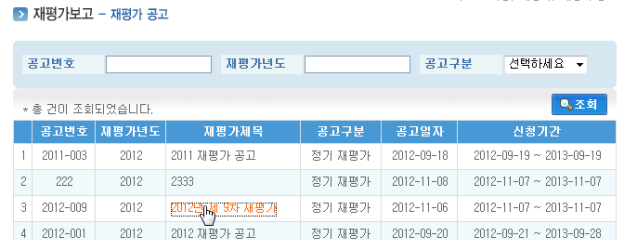 재평가보고 - 재평가 공고
공고번호 재평가년도 공고구분 선택하세요
* 총 건이 조회되었습니다. 조회
공고번호 재평가년도 재평가제목 공고구분 공고일자 신청기간
1 2011-003 2012 2011 재평가 공고 정기 재평가 2012-09-18 2012-09-19 ~ 2013-09-19
2 222 2012 2333 정기 재평가 2012-11-08 2012-11-07 ~ 2013-11-07
3 2012-009 2012 2012년 제 9차 재평가 정기 재평가 2012-11-06 2012-11-07 ~ 2013-11-07
4 2012-001 2012 2012 재평가 공고 정기 재평가 2012-09-20 2012-09-21 ~ 2013-09-28